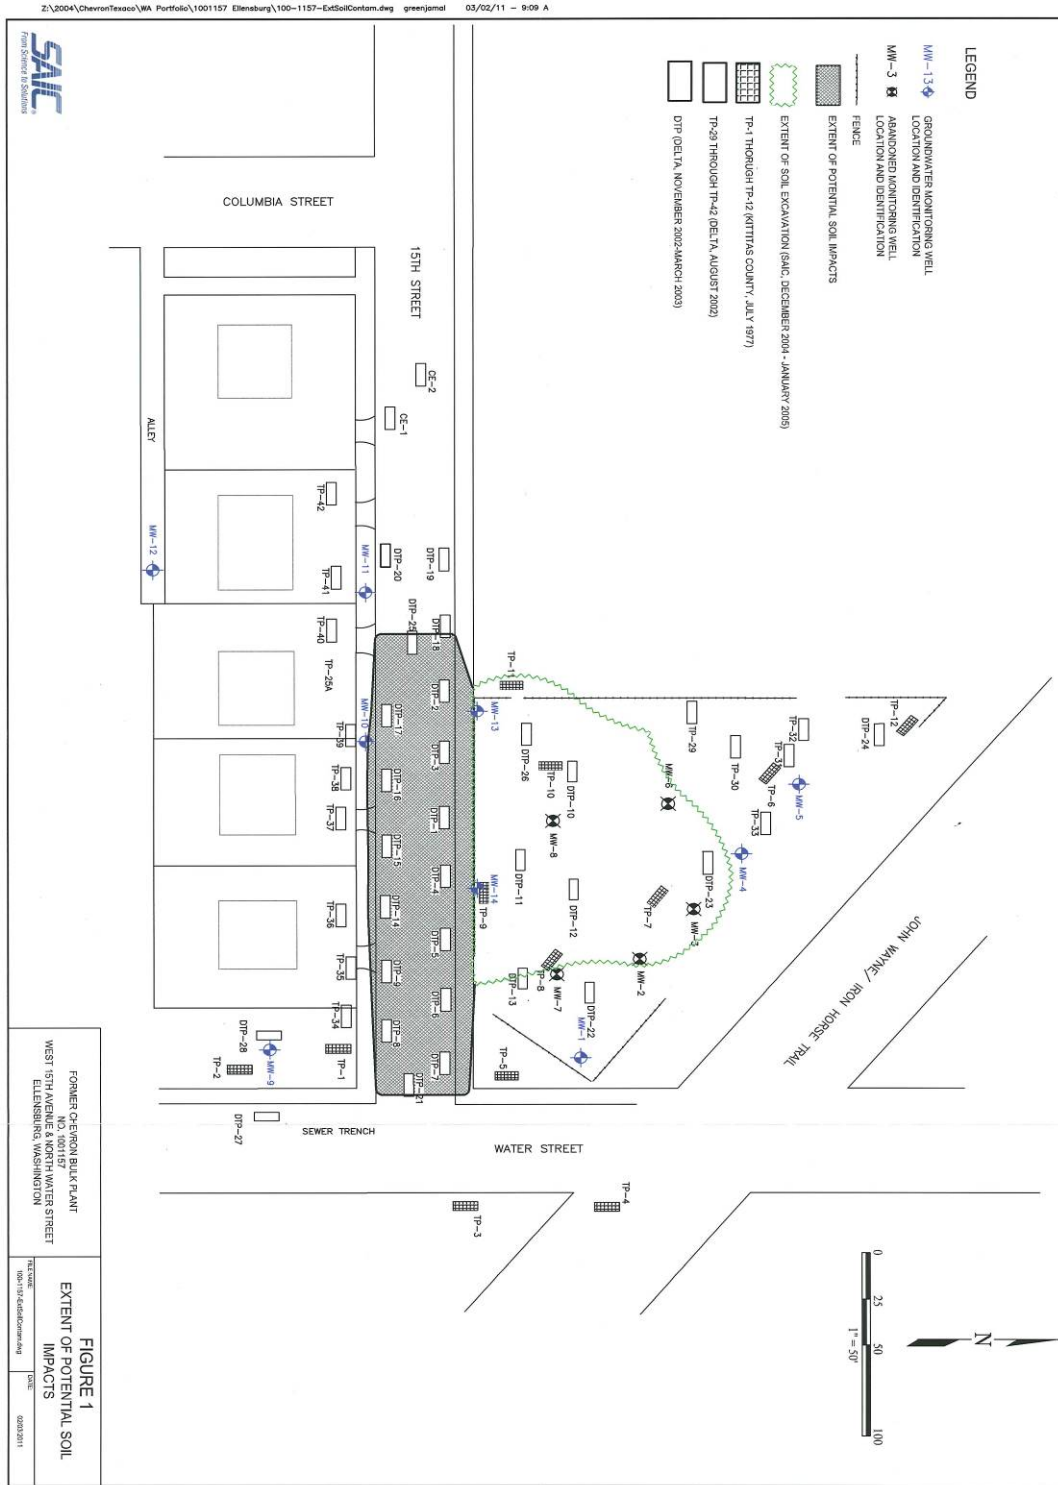 Z:\2004\ChevronTexaco\WA Portfolio\1001157 Ellensburg\100-1157-ExtSoilContam.dwg greenjamal 03/02/11 - 9:09 A
SAIC
From Science to Solutions
LEGEND
MW-13
GROUNDWATER MONITORING WELL
LOCATION AND IDENTIFICATION
MW-3
ABANDONED MONITORING WELL
LOCATION AND IDENTIFICATION
FENCE
EXTENT OF POTENTIAL SOIL IMPACTS
EXTENT OF SOIL EXCAVATION (SAIC, DECEMBER 2004 - JANUARY 2005)
TP-1 THORUGH TP-12 (KITTITAS COUNTY, JULY 1977)
TP-29 THROUGH TP-42 (DELTA, AUGUST 2002)
DTP (DELTA, NOVEMBER 2002-MARCH 2003)
COLUMBIA STREET
15TH STREET
ALLEY
CE-2
CE-1
TP-42
MW-12
MW-11
DTP-20
DTP-19
TP-41
TP-40
TP-25A
DTP-25
DTP-18
TP-11
DTP-2
MW-13
MW-10
DTP-17
TP-39
DTP-3
DTP-26
TP-10
DTP-10
TP-29
TP-30
TP-32
TP-31
TP-6
MW-5
DTP-24
TP-12
TP-38
DTP-16
TP-37
DTP-1
MW-8
MW-6
TP-33
MW-4
DTP-15
DTP-4
MW-14
TP-9
DTP-11
DTP-12
TP-7
DTP-23
MW-3
TP-36
DTP-14
DTP-5
TP-35
DTP-9
DTP-6
DTP-13
TP-8
MW-7
MW-2
DTP-22
MW-1
TP-34
DTP-8
DTP-7
DTP-21
TP-5
DTP-28
MW-9
TP-2
TP-1
DTP-27
SEWER TRENCH
WATER STREET
JOHN WAYNE/ IRON HORSE TRAIL
TP-3
TP-4
0 25 50 100
1" = 50'
N
FORMER CHEVRON BULK PLANT
NO. 1001157
WEST 15TH AVENUE & NORTH WATER STREET
ELLENSBURG, WASHINGTON
FIGURE 1
EXTENT OF POTENTIAL SOIL
IMPACTS
FILE NAME:
100-1157-ExtSoilContam.dwg
DATE:
02/03/2011